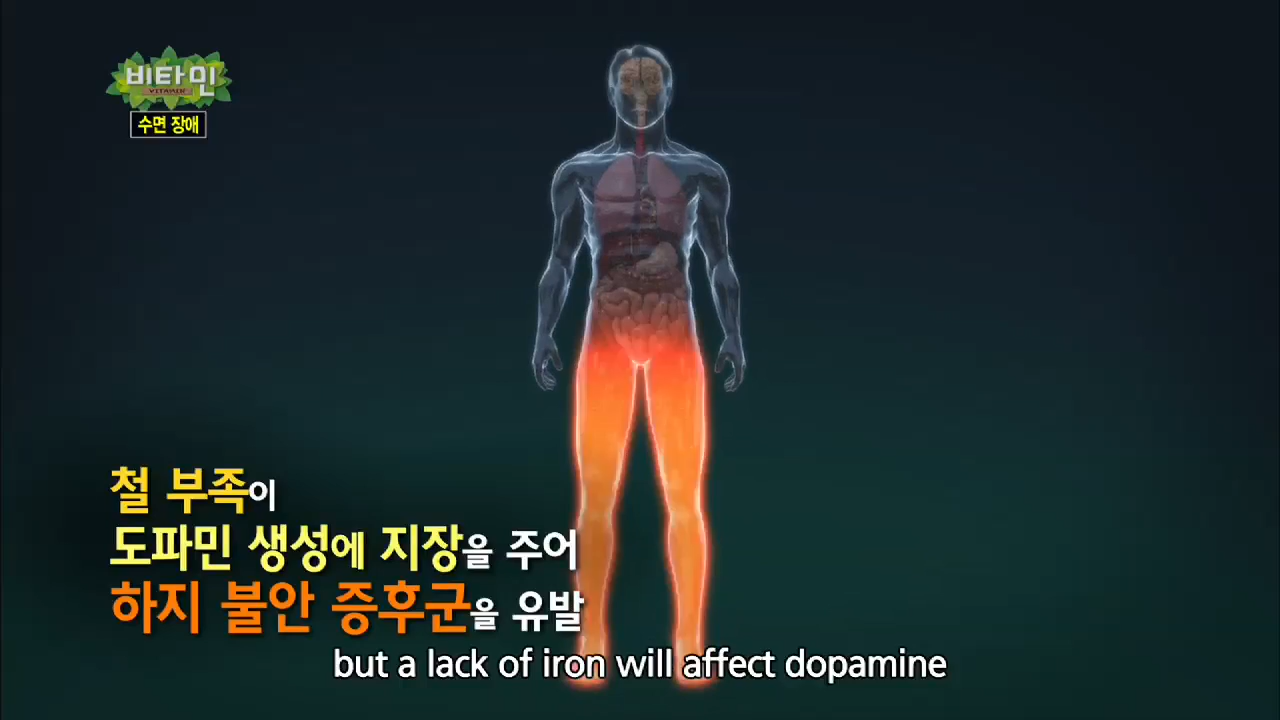 비타민
VITAMIN
수면 장애
철 부족이
도파민 생성에 지장을 주어
하지 불안 증후군을 유발
but a lack of iron will affect dopamine